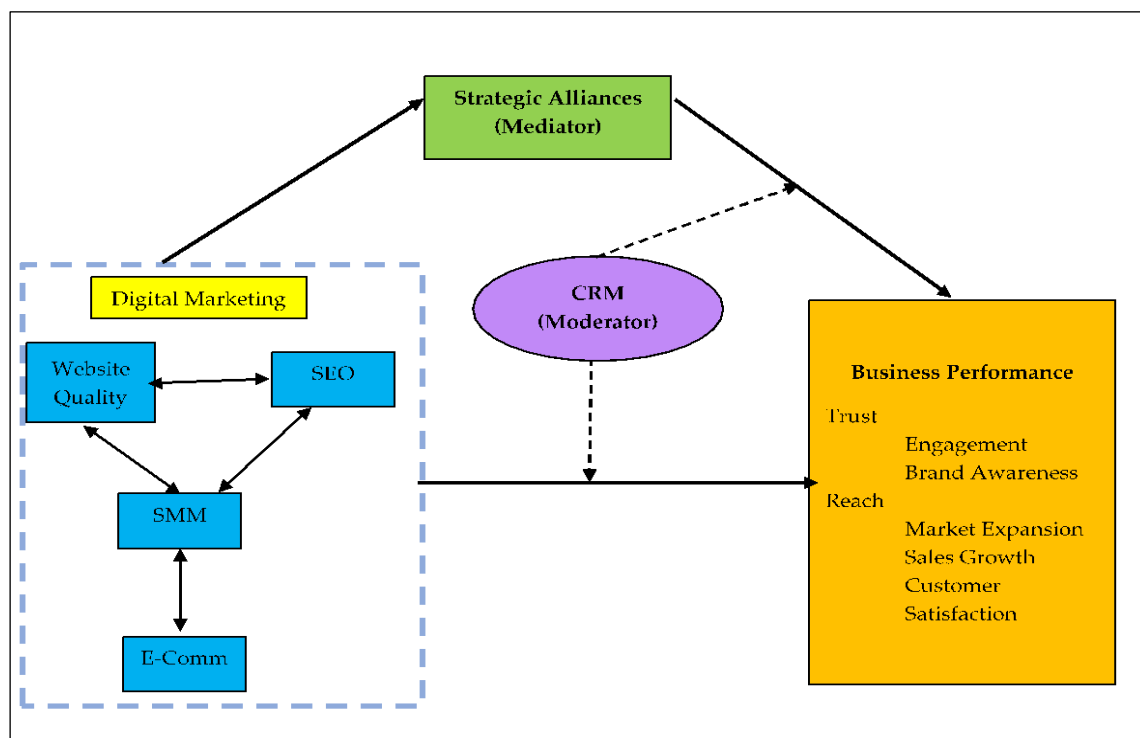 Strategic Alliances
(Mediator)
CRM
(Moderator)
Digital Marketing
Website
Quality
SEO
SMM
E-Comm
Business Performance
Trust
Engagement
Brand Awareness
Reach
Market Expansion
Sales Growth
Customer
Satisfaction